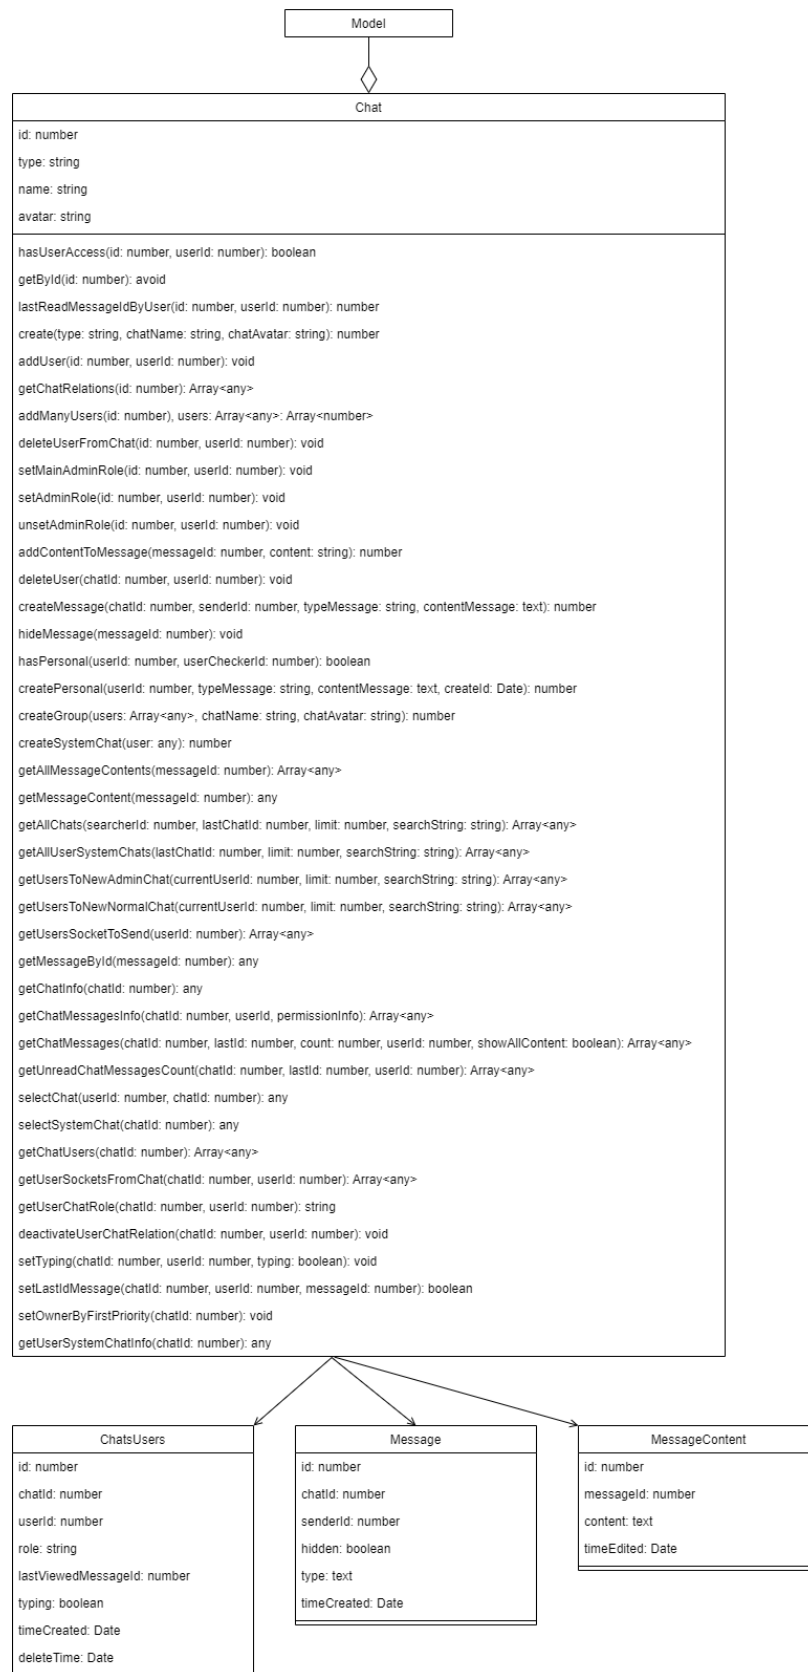 Model
Chat
id: number
type: string
name: string
avatar: string
hasUserAccess(id: number, userId: number): boolean
getById(id: number): avoid
lastReadMessageIdByUser(id: number, userId: number): number
create(type: string, chatName: string, chatAvatar: string): number
addUser(id: number, userId: number): void
getChatRelations(id: number): Array<any>
addManyUsers(id: number), users: Array<any>: Array<number>
deleteUserFromChat(id: number, userId: number): void
setMainAdminRole(id: number, userId: number): void
setAdminRole(id: number, userId: number): void
unsetAdminRole(id: number, userId: number): void
addContentToMessage(messageId: number, content: string): number
deleteUser(chatId: number, userId: number): void
createMessage(chatId: number, senderId: number, typeMessage: string, contentMessage: text): number
hideMessage(messageId: number): void
hasPersonal(userId: number, userCheckerId: number): boolean
createPersonal(userId: number, typeMessage: string, contentMessage: text, createId: Date): number
createGroup(users: Array<any>, chatName: string, chatAvatar: string): number
createSystemChat(user: any): number
getAllMessageContents(messageId: number): Array<any>
getMessageContent(messageId: number): any
getAllChats(searcherId: number, lastChatId: number, limit: number, searchString: string): Array<any>
getAllUserSystemChats(lastChatId: number, limit: number, searchString: string): Array<any>
getUsersToNewAdminChat(currentUserId: number, limit: number, searchString: string): Array<any>
getUsersToNewNormalChat(currentUserId: number, limit: number, searchString: string): Array<any>
getUsersSocketToSend(userId: number): Array<any>
getMessageById(messageId: number): any
getChatInfo(chatId: number): any
getChatMessagesInfo(chatId: number, userId, permissionInfo): Array<any>
getChatMessages(chatId: number, lastId: number, count: number, userId: number, showAllContent: boolean): Array<any>
getUnreadChatMessagesCount(chatId: number, lastId: number, userId: number): Array<any>
selectChat(userId: number, chatId: number): any
selectSystemChat(chatId: number): any
getChatUsers(chatId: number): Array<any>
getUserSocketsFromChat(chatId: number, userId: number): Array<any>
getUserChatRole(chatId: number, userId: number): string
deactivateUserChatRelation(chatId: number, userId: number): void
setTyping(chatId: number, userId: number, typing: boolean): void
setLastIdMessage(chatId: number, userId: number, messageId: number): boolean
setOwnerByFirstPriority(chatId: number): void
getUserSystemChatInfo(chatId: number): any
ChatsUsers
id: number
chatId: number
userId: number
role: string
lastViewedMessageId: number
typing: boolean
timeCreated: Date
deleteTime: Date
Message
id: number
chatId: number
senderId: number
hidden: boolean
type: text
timeCreated: Date
MessageContent
id: number
messageId: number
content: text
timeEdited: Date